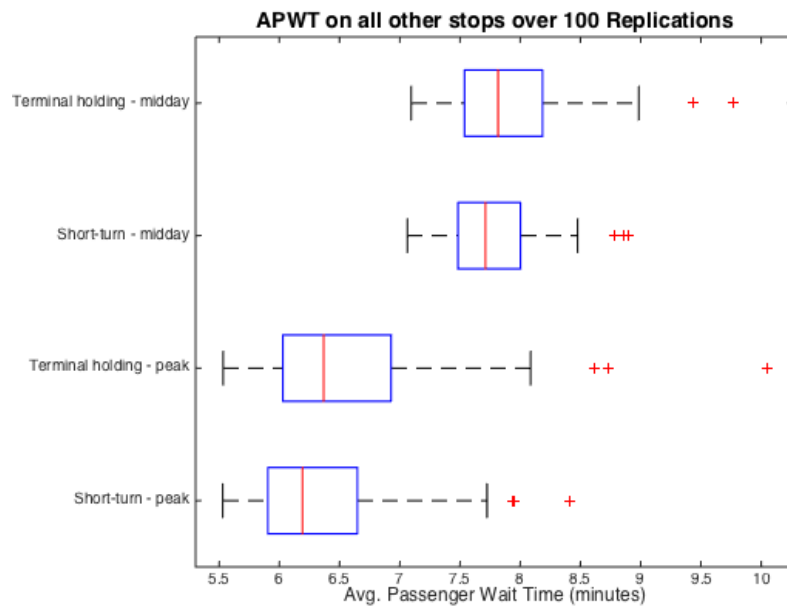 APWT on all other stops over 100 Replications
Terminal holding - midday
Short-turn - midday
Terminal holding - peak
Short-turn - peak
5.5 6 6.5 7 7.5 8 8.5 9 9.5 10
Avg. Passenger Wait Time (minutes)